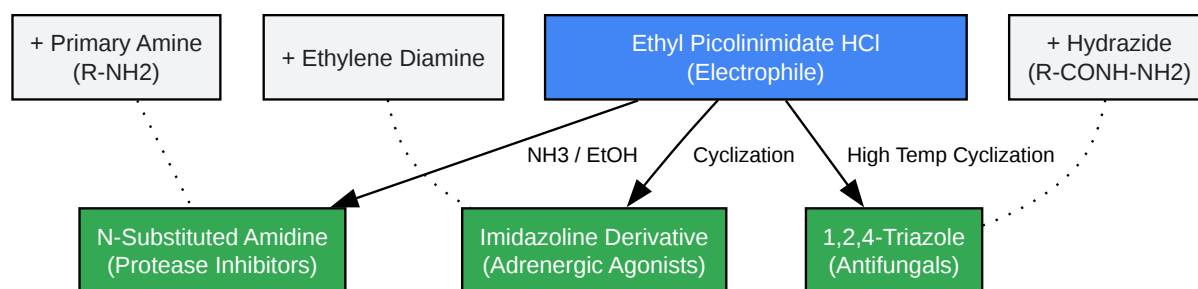 + Primary Amine
(R-NH2)
+ Ethylene Diamine
Ethyl Picolinimidate HCl
(Electrophile)
+ Hydrazide
(R-CONH-NH2)
NH3 / EtOH
Cyclization
High Temp Cyclization
N-Substituted Amidine
(Protease Inhibitors)
Imidazoline Derivative
(Adrenergic Agonists)
1,2,4-Triazole
(Antifungals)